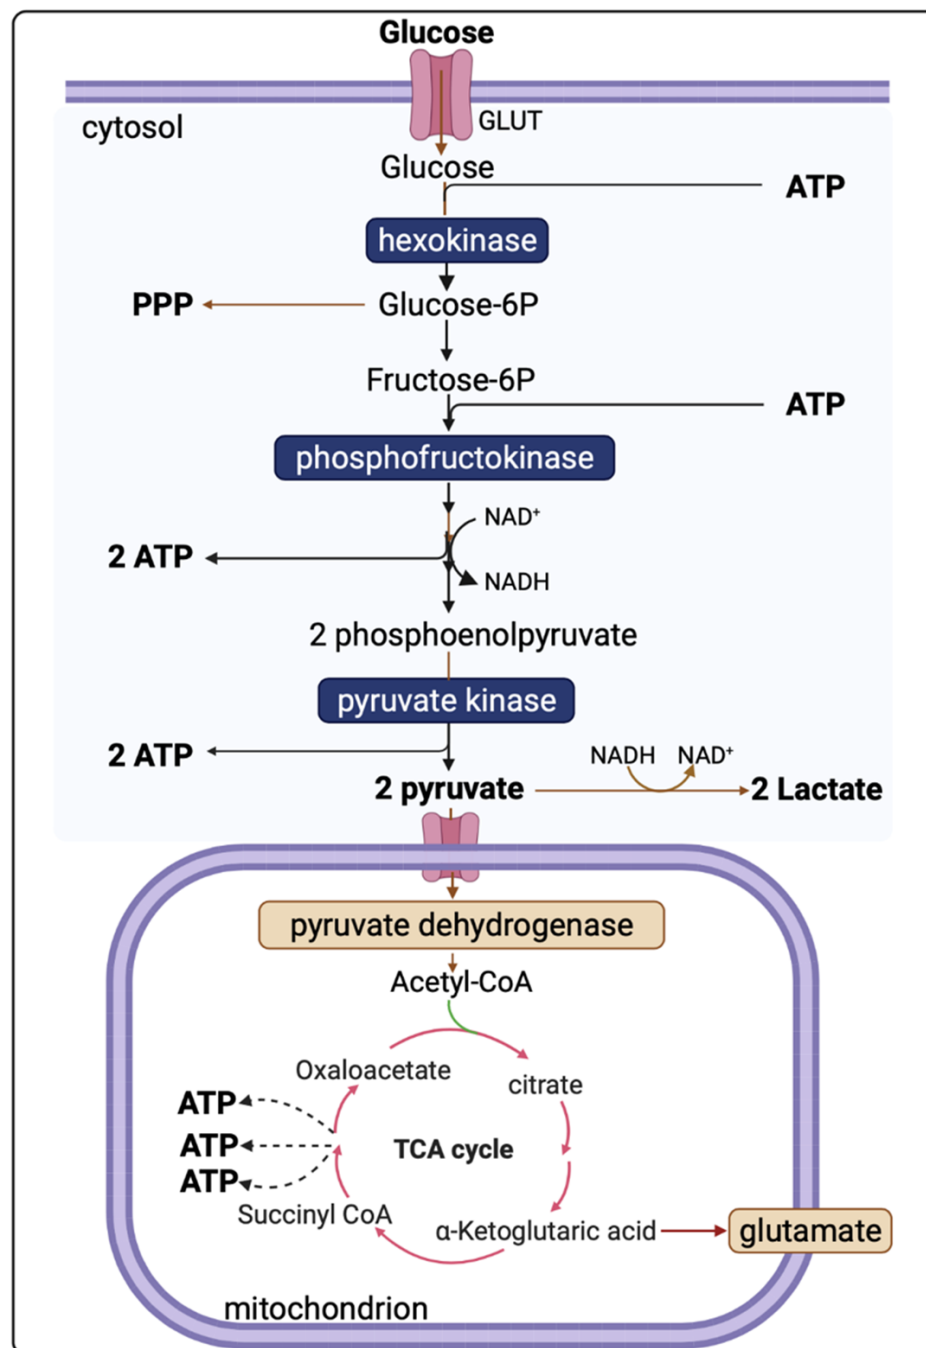 Glucose
cytosol
GLUT
Glucose
ATP
hexokinase
PPP
Glucose-6P
Fructose-6P
ATP
phosphofructokinase
NAD⁺
2 ATP
NADH
2 phosphoenolpyruvate
pyruvate kinase
2 ATP
NADH NAD⁺
2 pyruvate
2 Lactate
pyruvate dehydrogenase
Acetyl-CoA
Oxaloacetate
citrate
ATP
ATP
TCA cycle
ATP
Succinyl CoA
α-Ketoglutaric acid
glutamate
mitochondrion